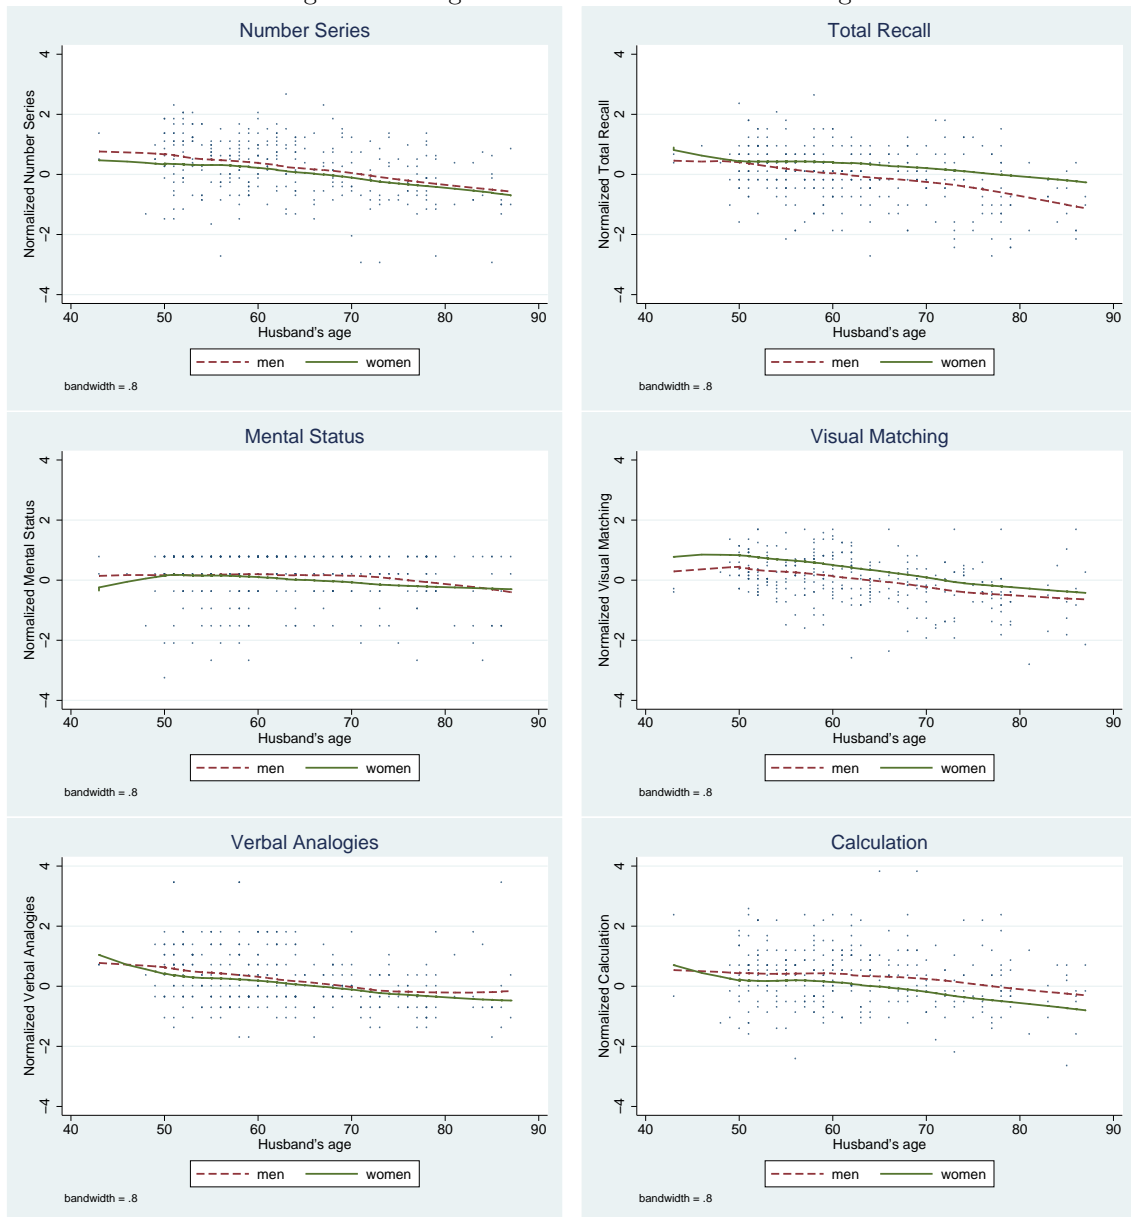 Number Series
Normalized Number Series
4
2
0
−2
−4
40 50 60 70 80 90
Husband's age
men women
bandwidth = .8
Total Recall
Normalized Total Recall
4
2
0
−2
−4
40 50 60 70 80 90
Husband's age
men women
bandwidth = .8
Mental Status
Normalized Mental Status
4
2
0
−2
−4
40 50 60 70 80 90
Husband's age
men women
bandwidth = .8
Visual Matching
Normalized Visual Matching
4
2
0
−2
−4
40 50 60 70 80 90
Husband's age
men women
bandwidth = .8
Verbal Analogies
Normalized Verbal Analogies
4
2
0
−2
−4
40 50 60 70 80 90
Husband's age
men women
bandwidth = .8
Calculation
Normalized Calculation
4
2
0
−2
−4
40 50 60 70 80 90
Husband's age
men women
bandwidth = .8